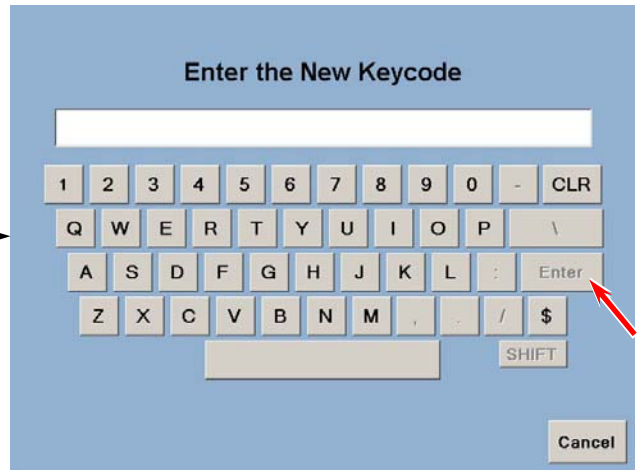 Enter the New Keycode
1 2 3 4 5 6 7 8 9 0 - CLR
Q W E R T Y U I O P \
A S D F G H J K L : Enter
Z X C V B N M , . / $
SHIFT
Cancel